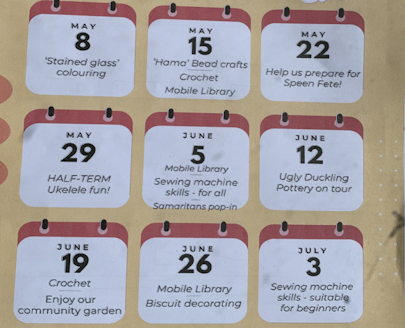 MAY
8
'Stained glass'
colouring
MAY
15
'Hama' Bead crafts
Crochet
Mobile Library
MAY
22
Help us prepare for
Speen Fete!
MAY
29
HALF-TERM
Ukelele fun!
JUNE
5
Mobile Library
Sewing machine
skills - for all
Samaritans pop-in
JUNE
12
Ugly Duckling
Pottery on tour
JUNE
19
Crochet
Enjoy our
community garden
JUNE
26
Mobile Library
Biscuit decorating
JULY
3
Sewing machine
skills - suitable
for beginners